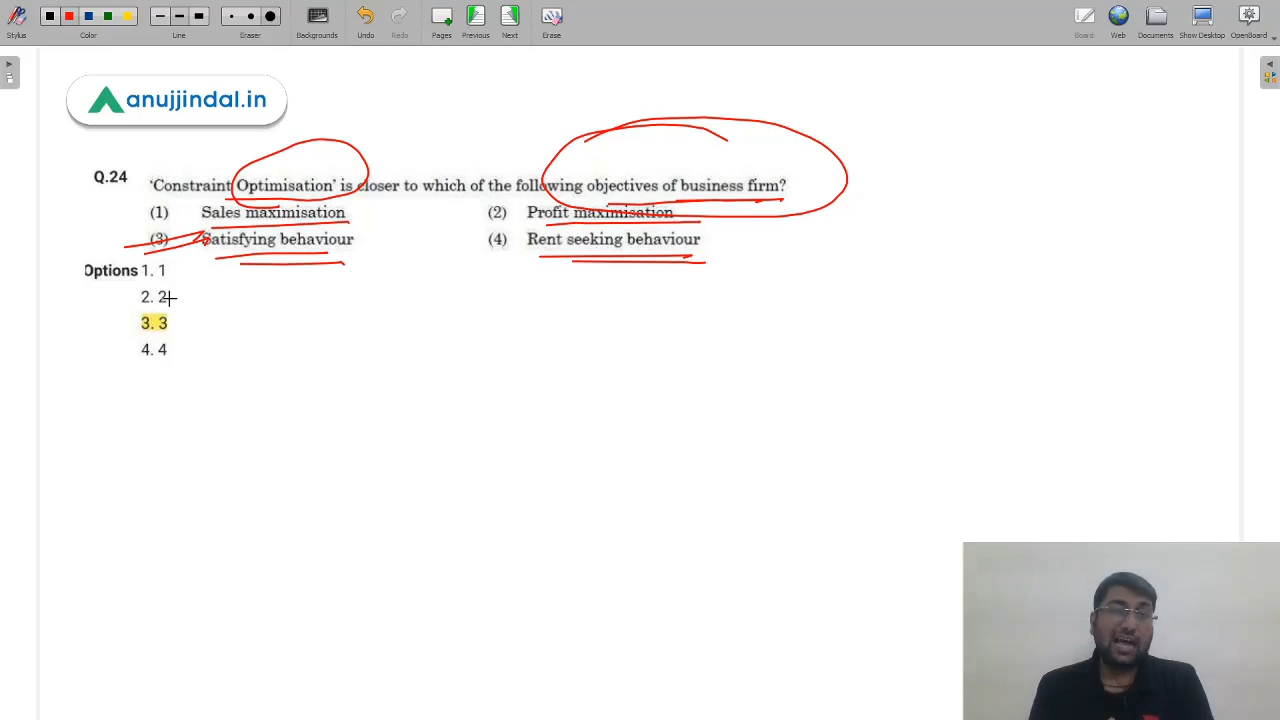 Stylus Color Line Eraser Backgrounds Undo Redo Pages Previous Next Erase Board Web Documents Show Desktop OpenBoard
anujjindal.in
Q.24 'Constraint Optimisation' is closer to which of the following objectives of business firm?
(1) Sales maximisation (2) Profit maximisation
(3) Satisfying behaviour (4) Rent seeking behaviour
Options 1. 1
2. 2
3. 3
4. 4